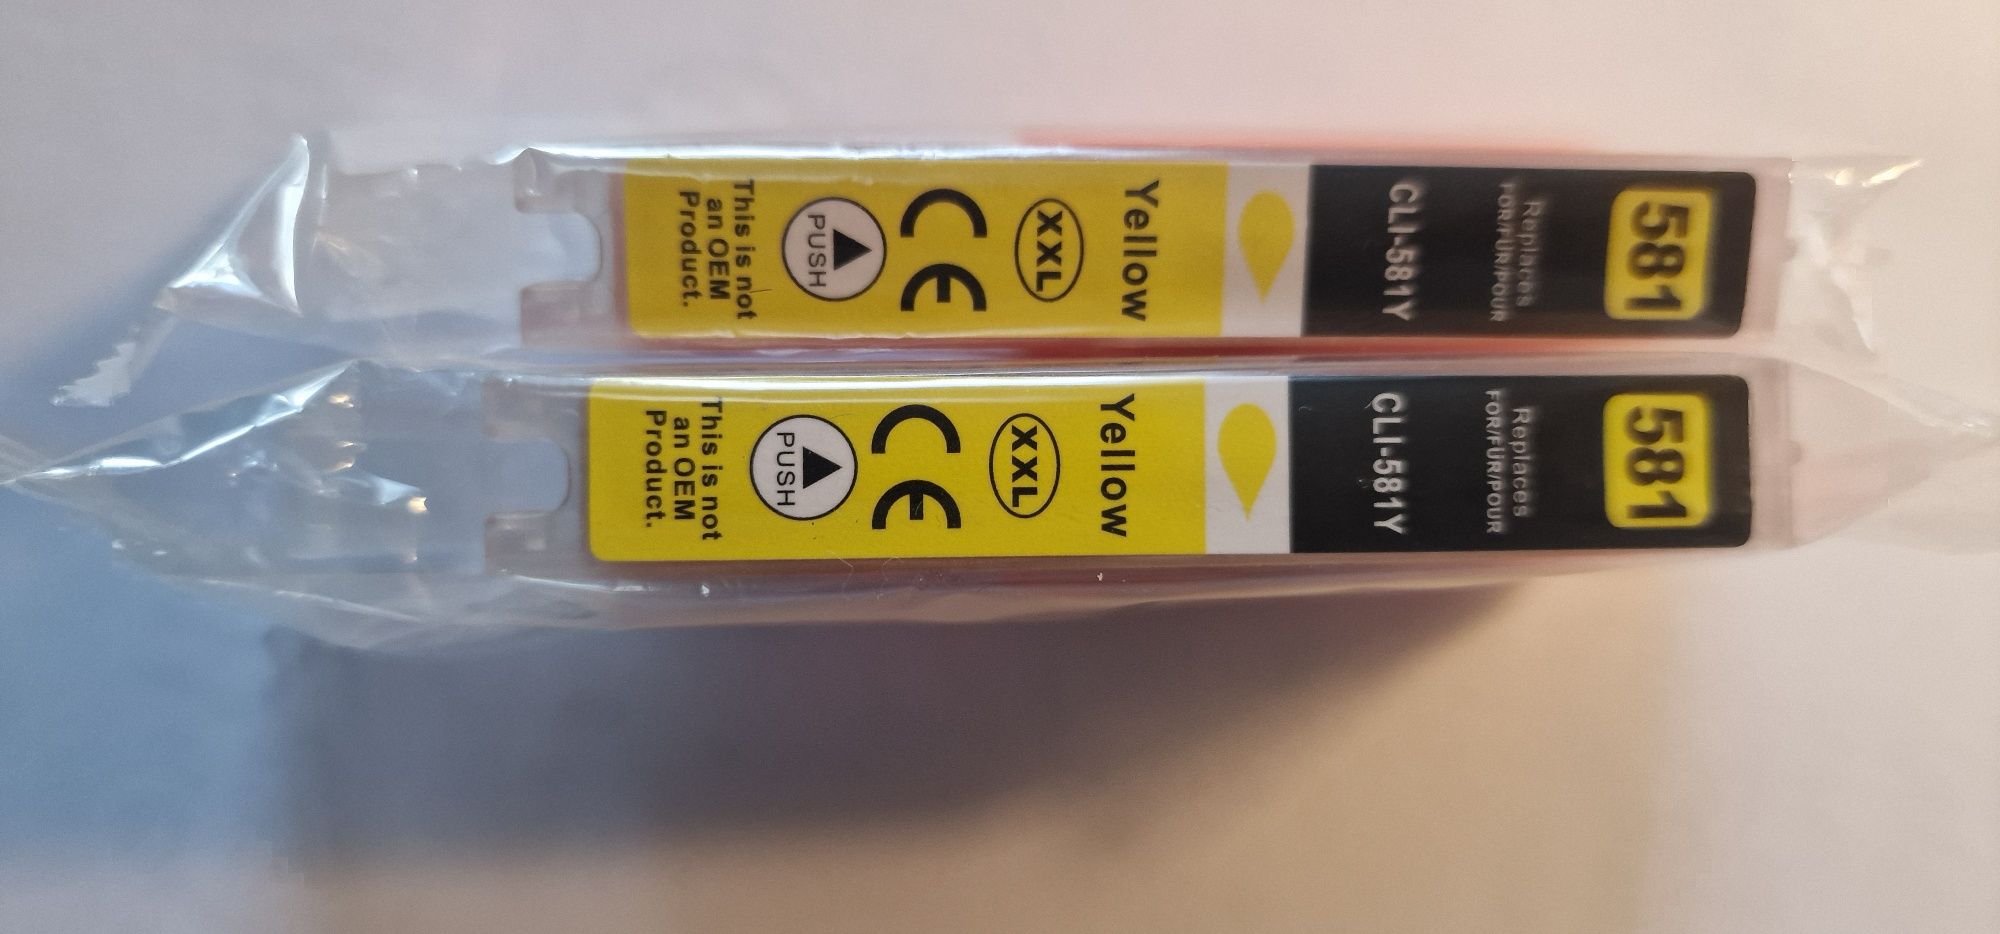 581
Replaces
FOR/FÜR/POUR
CLI-581Y
Yellow
XXL
CE
PUSH
This is not
an OEM
Product.
581
Replaces
FOR/FÜR/POUR
CLI-581Y
Yellow
XXL
CE
PUSH
This is not
an OEM
Product.